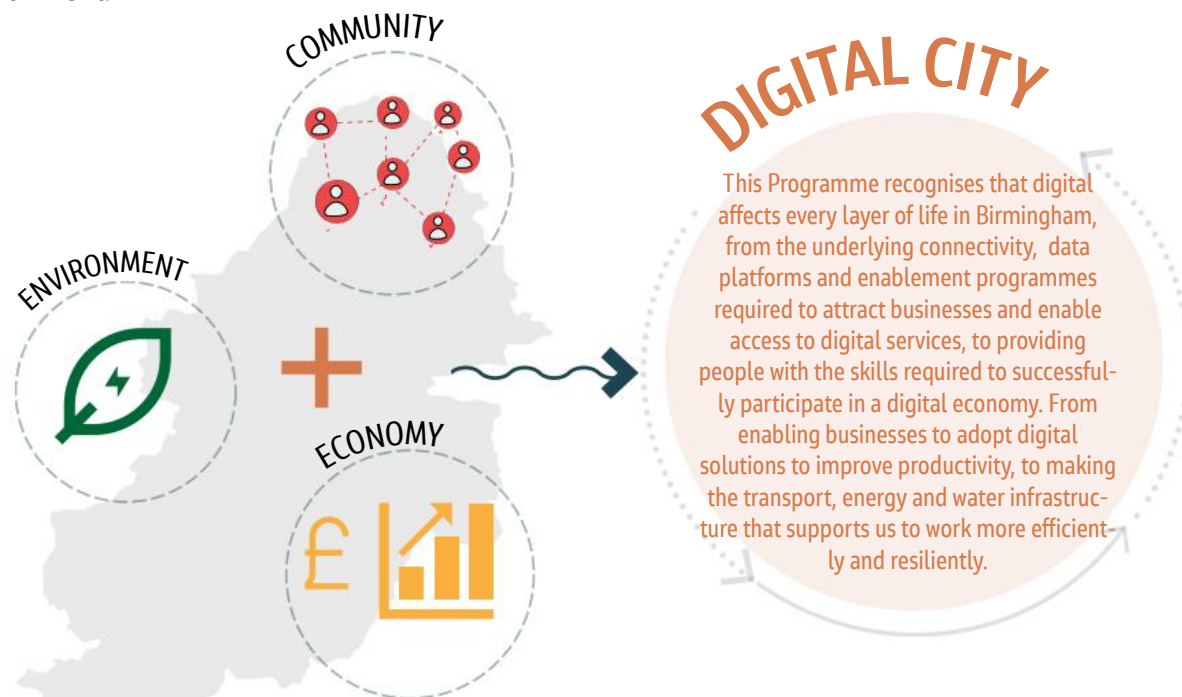 COMMUNITY
ENVIRONMENT
ECONOMY
£
DIGITAL CITY
This Programme recognises that digital
affects every layer of life in Birmingham,
from the underlying connectivity, data
platforms and enablement programmes
required to attract businesses and enable
access to digital services, to providing
people with the skills required to successful-
ly participate in a digital economy. From
enabling businesses to adopt digital
solutions to improve productivity, to making
the transport, energy and water infrastruc-
ture that supports us to work more efficient-
ly and resiliently.